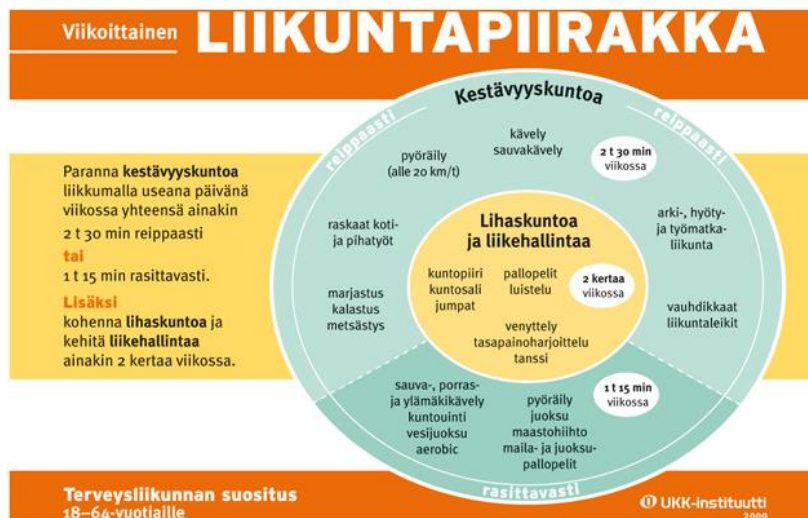 Viikoittainen LIIKUNTAPIIRAKKA
Paranna kestävyyskuntoa
liikkumalla useana päivänä
viikossa yhteensä ainakin
2 t 30 min reippaasti
tai
1 t 15 min rasittavasti.
Lisäksi
kohenna lihaskuntoa ja
kehitä liikehallintaa
ainakin 2 kertaa viikossa.
Kestävyyskuntoa
reippaasti
reippaasti
kävely
sauvakävely
2 t 30 min
viikossa
pyöräily
(alle 20 km/t)
raskaat koti-
ja pihatyöt
marjastus
kalastus
metsästys
arki-, hyöty-
ja työmatka-
liikunta
vauhdikkaat
liikuntaleikit
Lihaskuntoa
ja liikehallintaa
kuntopiiri
kuntosali
jumpat
pallopelit
luistelu
2 kertaa
viikossa
venyttely
tasapainoharjoittelu
tanssi
sauva-, porras-
ja ylämäkikävely
kuntouinti
vesijuoksu
aerobic
pyöräily
juoksu
maastohiihto
maila- ja juoksu-
pallopelit
1 t 15 min
viikossa
rasittavasti
Terveysliikunnan suositus
18–64-vuotiaille
UKK-instituutti
2009